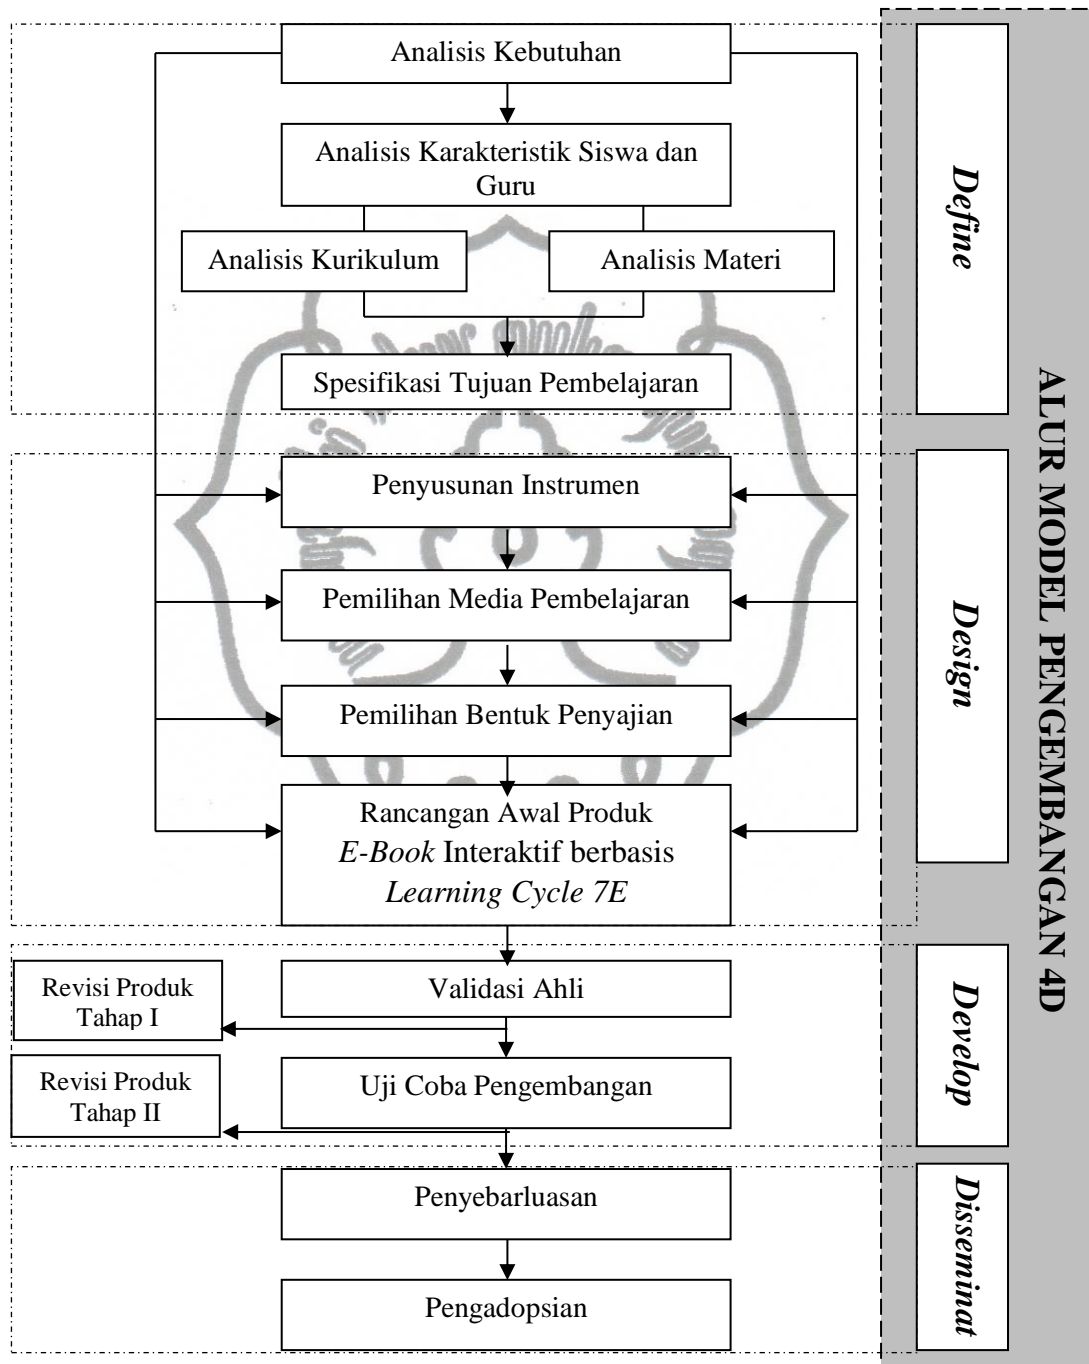 Analisis Kebutuhan
Analisis Karakteristik Siswa dan
Guru
Analisis Kurikulum
Analisis Materi
Spesifikasi Tujuan Pembelajaran
Define
Penyusunan Instrumen
Pemilihan Media Pembelajaran
Pemilihan Bentuk Penyajian
Rancangan Awal Produk
E-Book Interaktif berbasis
Learning Cycle 7E
Design
Validasi Ahli
Revisi Produk
Tahap I
Uji Coba Pengembangan
Revisi Produk
Tahap II
Develop
Penyebarluasan
Pengadopsian
Disseminat
ALUR MODEL PENGEMBANGAN 4D